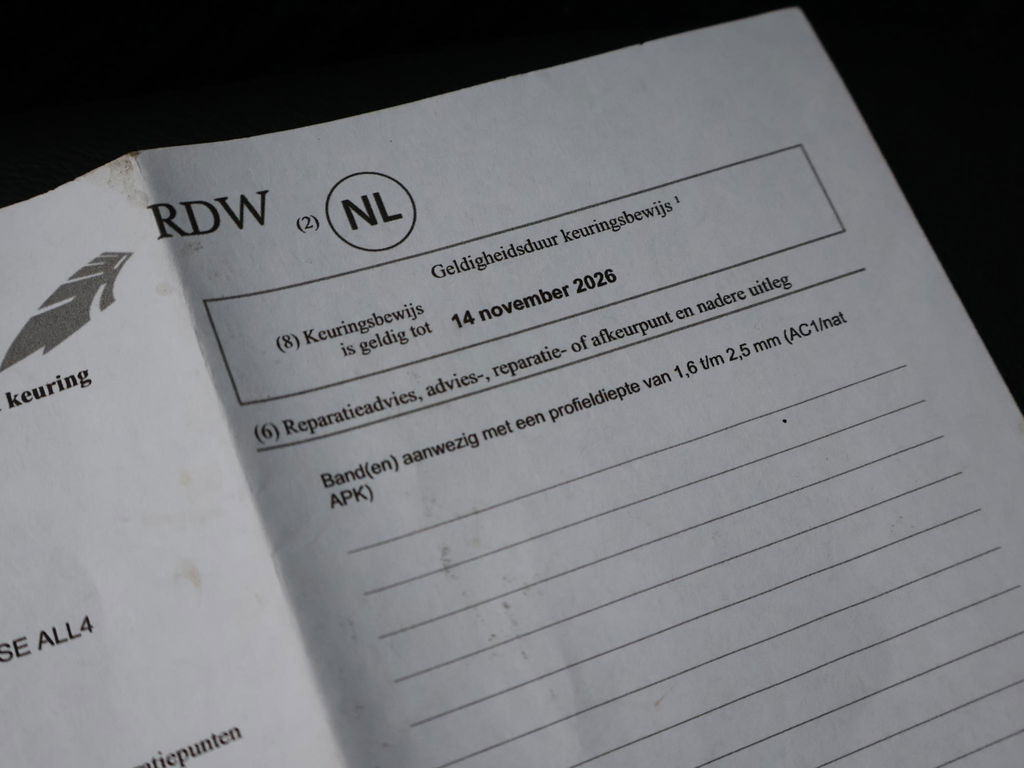 RDW (2) NL
Geldigheidsduur keuringsbewijs 1
(8) Keuringsbewijs
is geldig tot 14 november 2026
(6) Reparatieadvies, advies-, reparatie- of afkeurpunt en nadere uitleg
Band(en) aanwezig met een profieldiepte van 1,6 t/m 2,5 mm (AC1/nat
APK)
keuring
SE ALL4
tiepunten